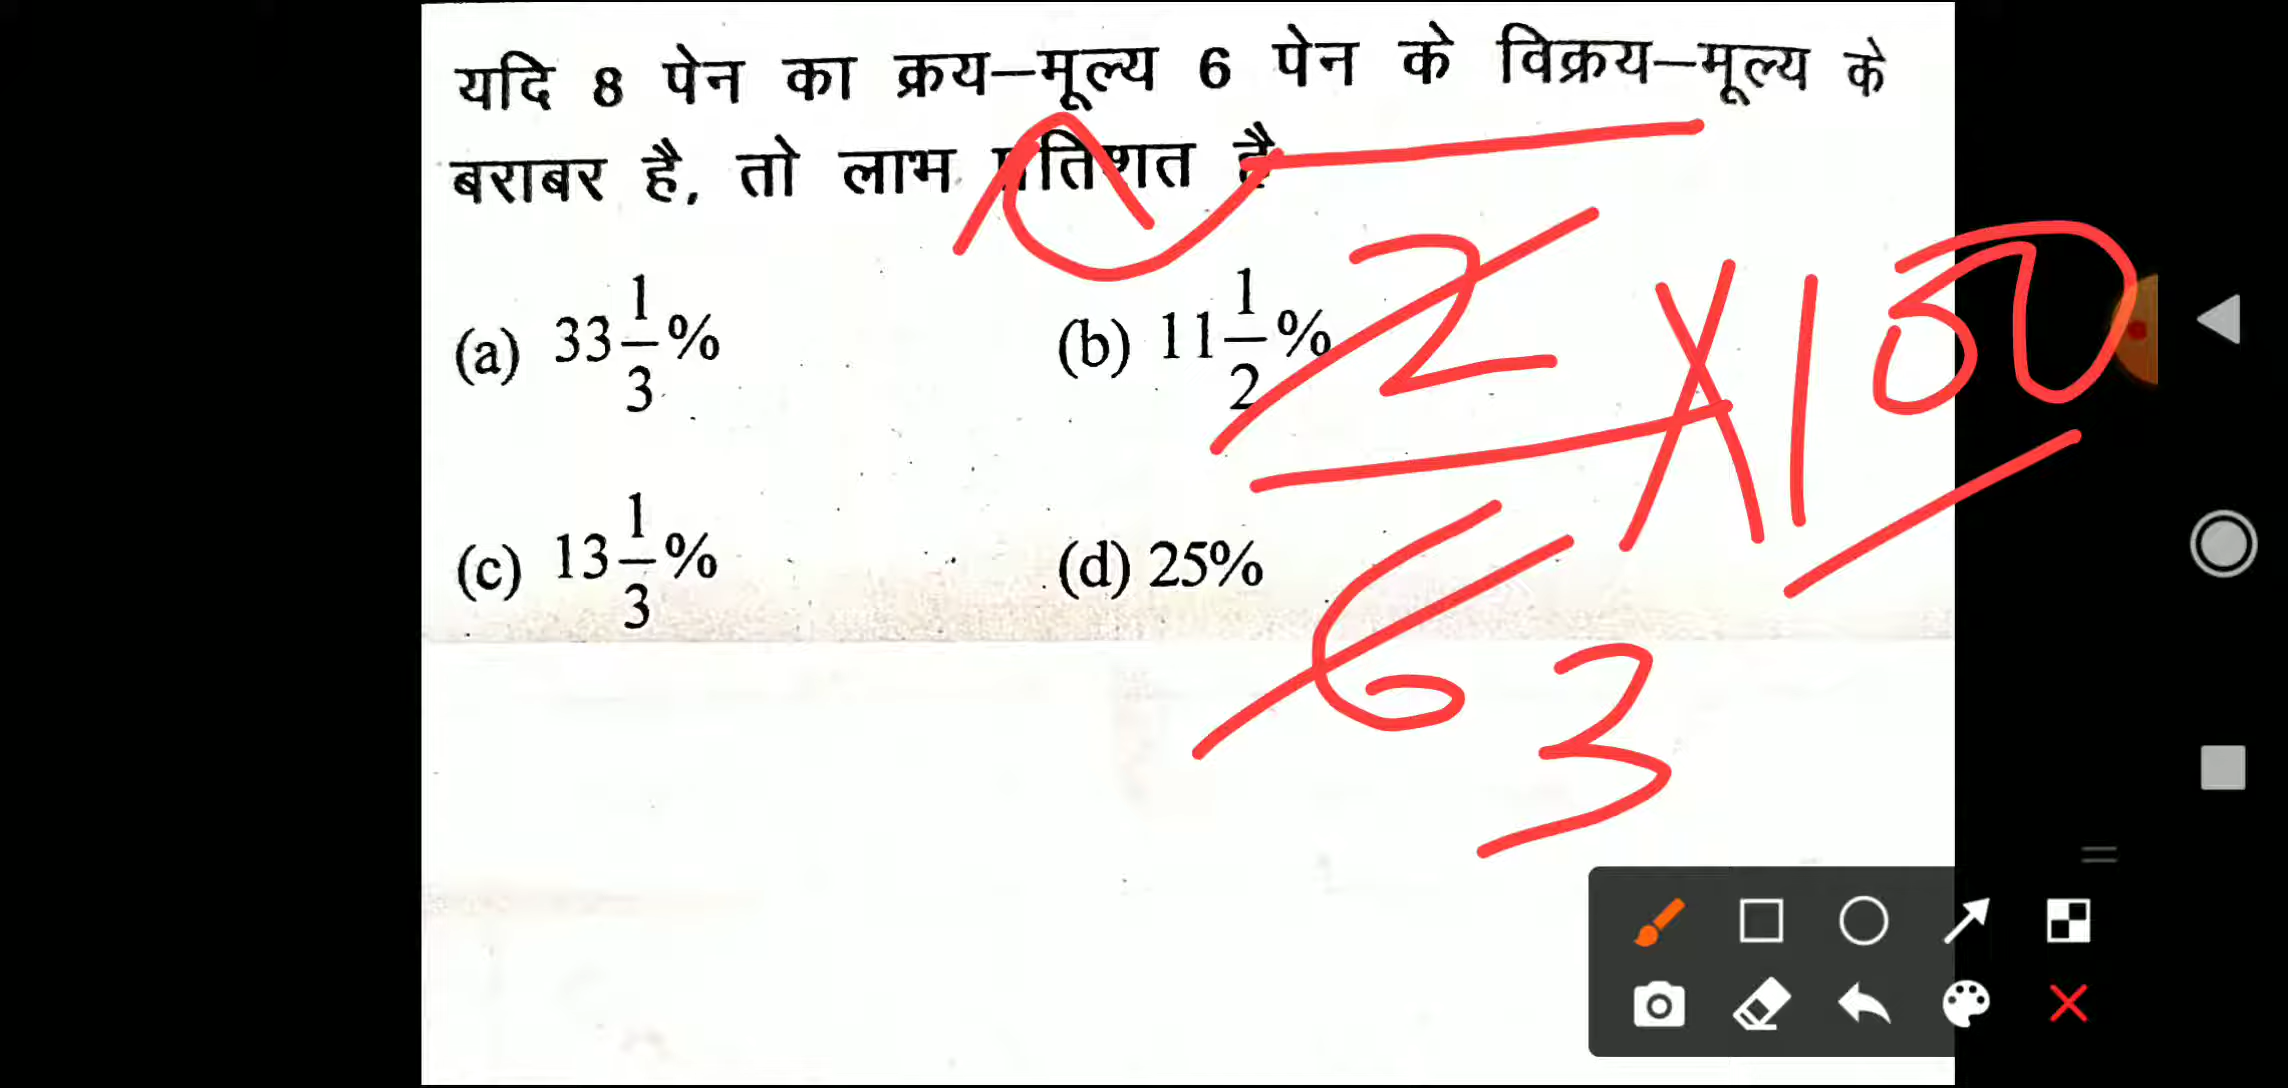 यदि 8 पेन का क्रय–मूल्य 6 पेन के विक्रय–मूल्य के
बराबर है, तो लाभ प्रतिशत है
(a) 33 1/3 % (b) 11 1/2 %
(c) 13 1/3 % (d) 25%
2 × 100
6 3